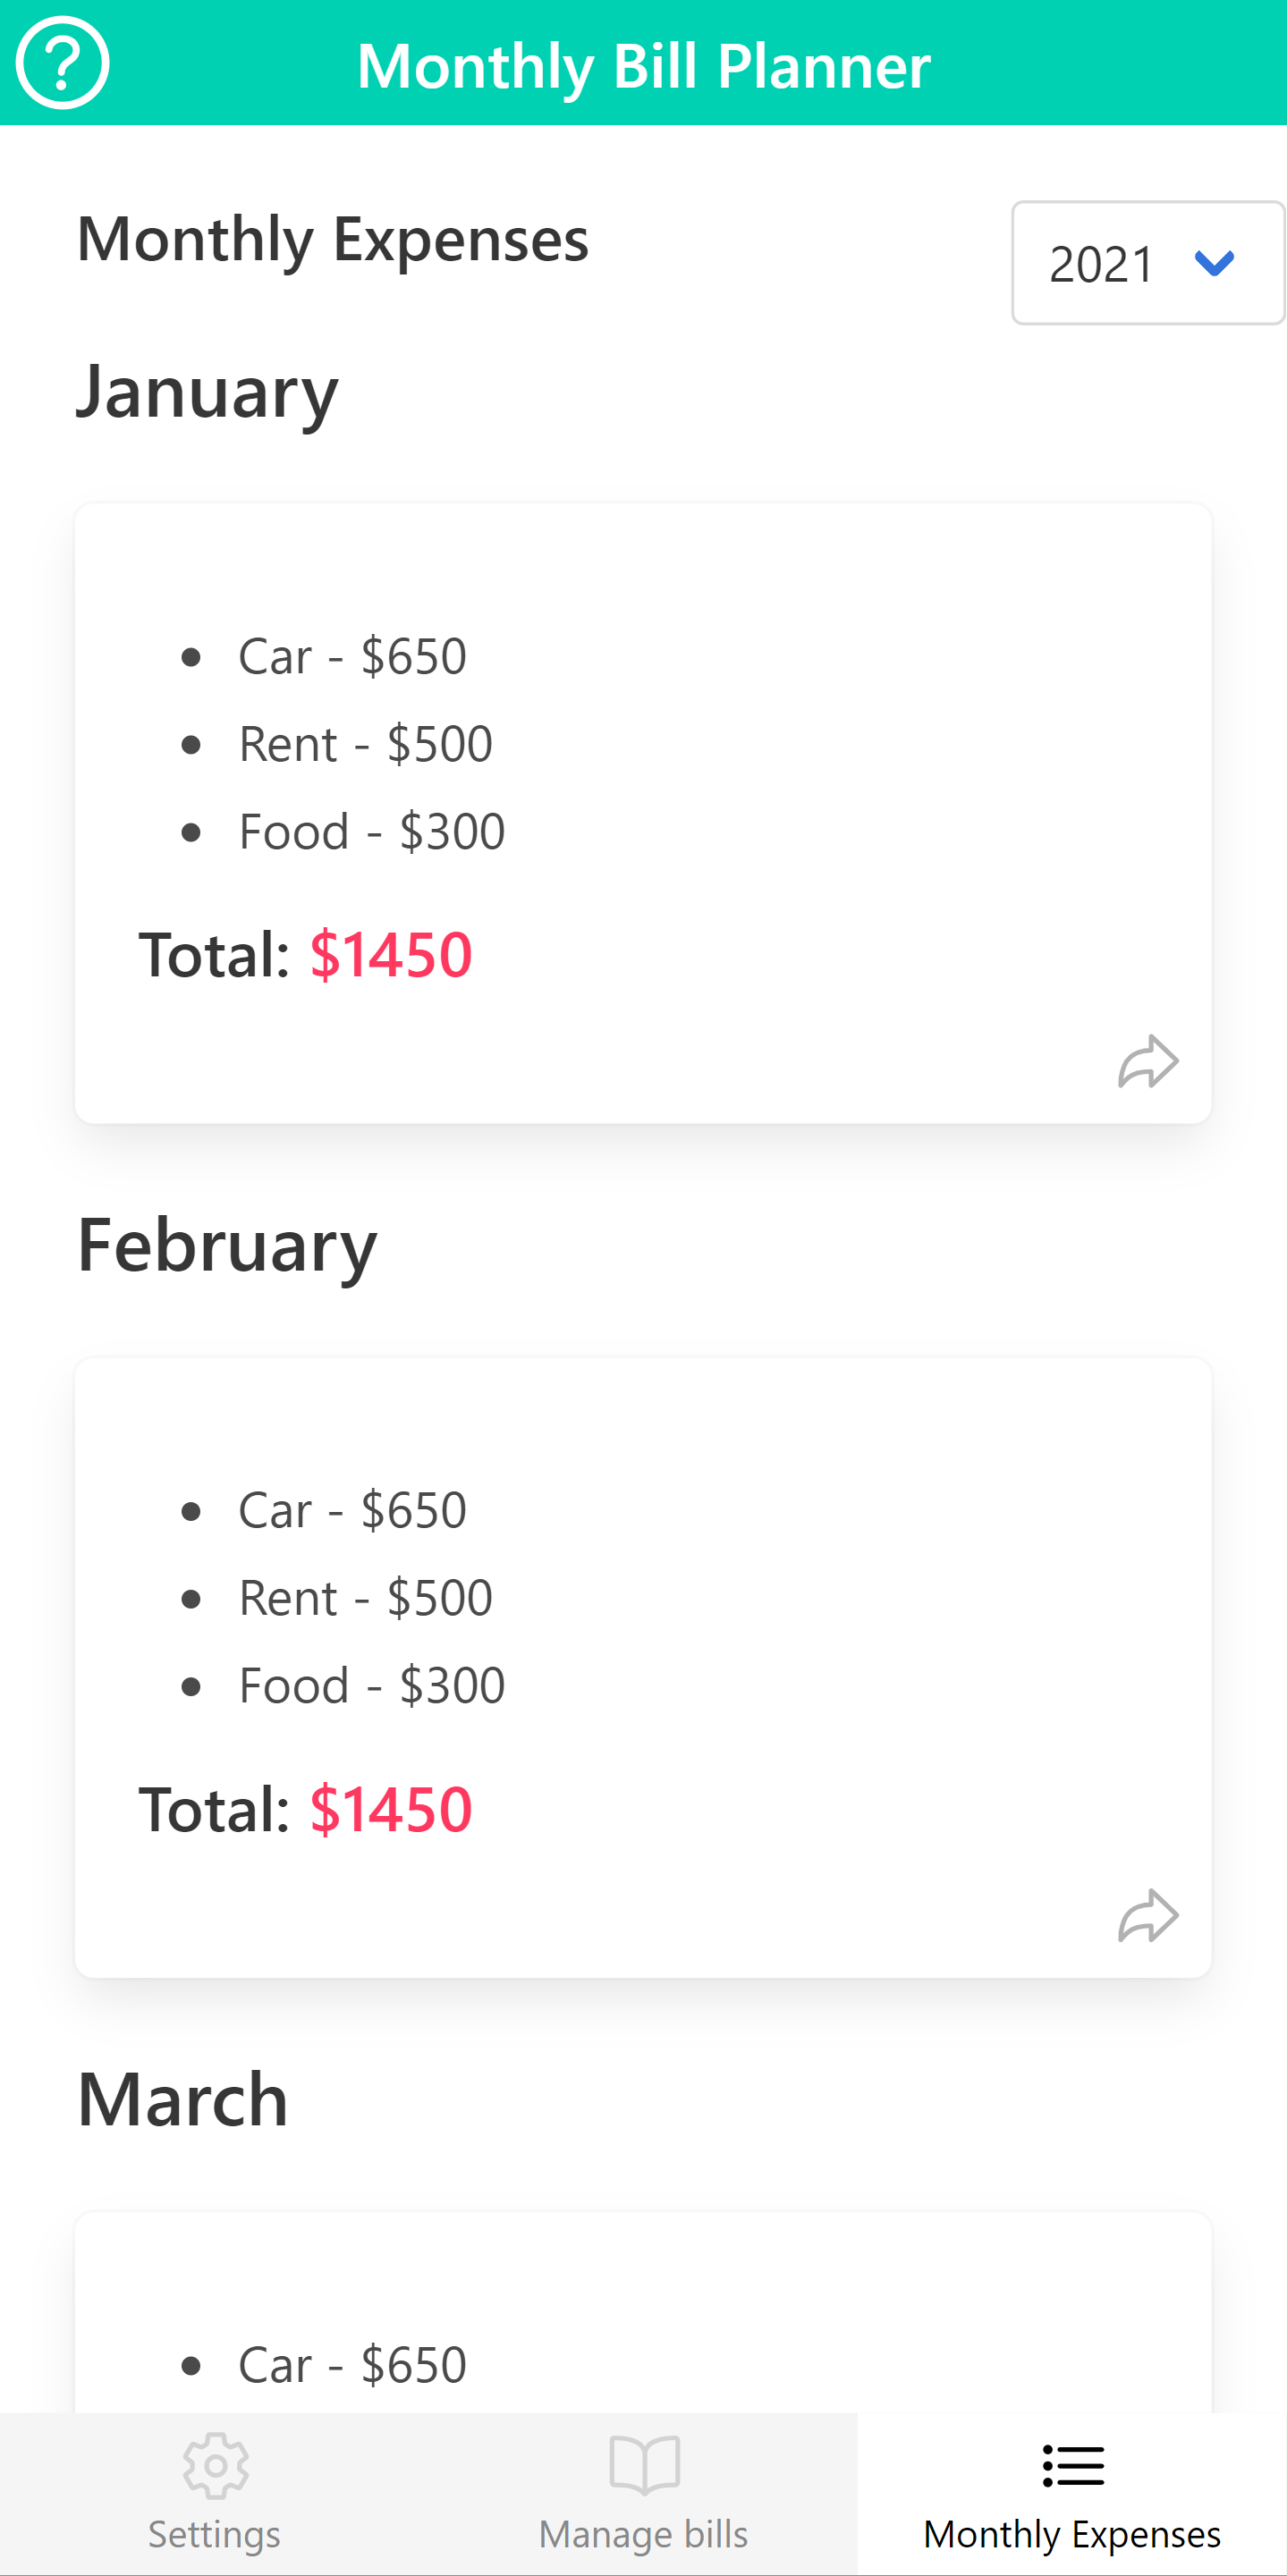 Monthly Bill Planner
Monthly Expenses
2021
January
• Car - $650
• Rent - $500
• Food - $300
Total: $1450
February
• Car - $650
• Rent - $500
• Food - $300
Total: $1450
March
• Car - $650
Settings
Manage bills
Monthly Expenses